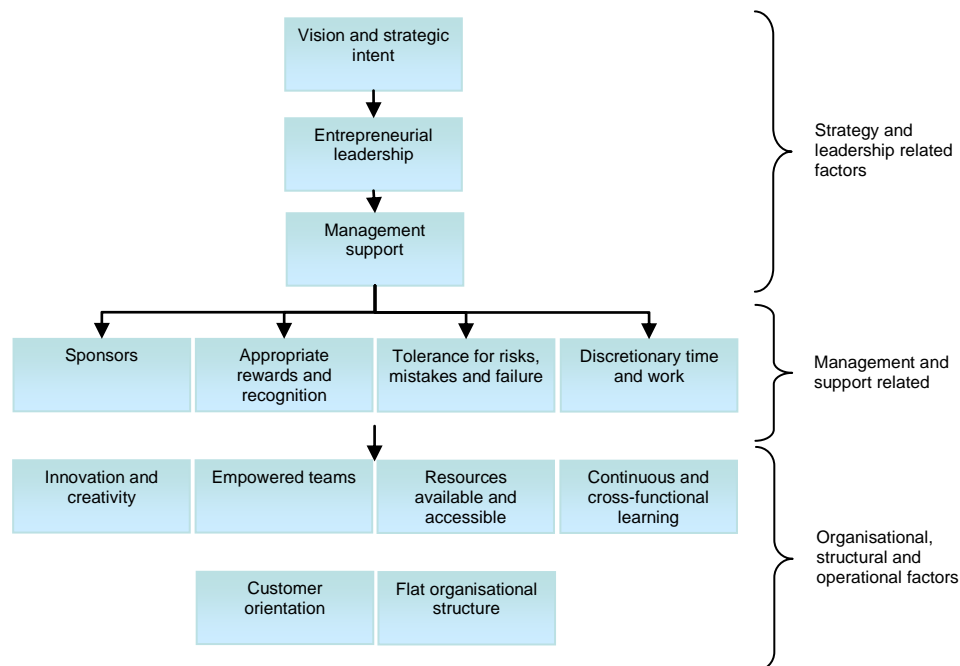 Vision and strategic
intent
Entrepreneurial
leadership
Strategy and
leadership related
factors
Management
support
Sponsors
Appropriate
rewards and
recognition
Tolerance for risks,
mistakes and failure
Discretionary time
and work
Management and
support related
Innovation and
creativity
Empowered teams
Resources
available and
accessible
Continuous and
cross-functional
learning
Organisational,
structural and
operational factors
Customer
orientation
Flat organisational
structure